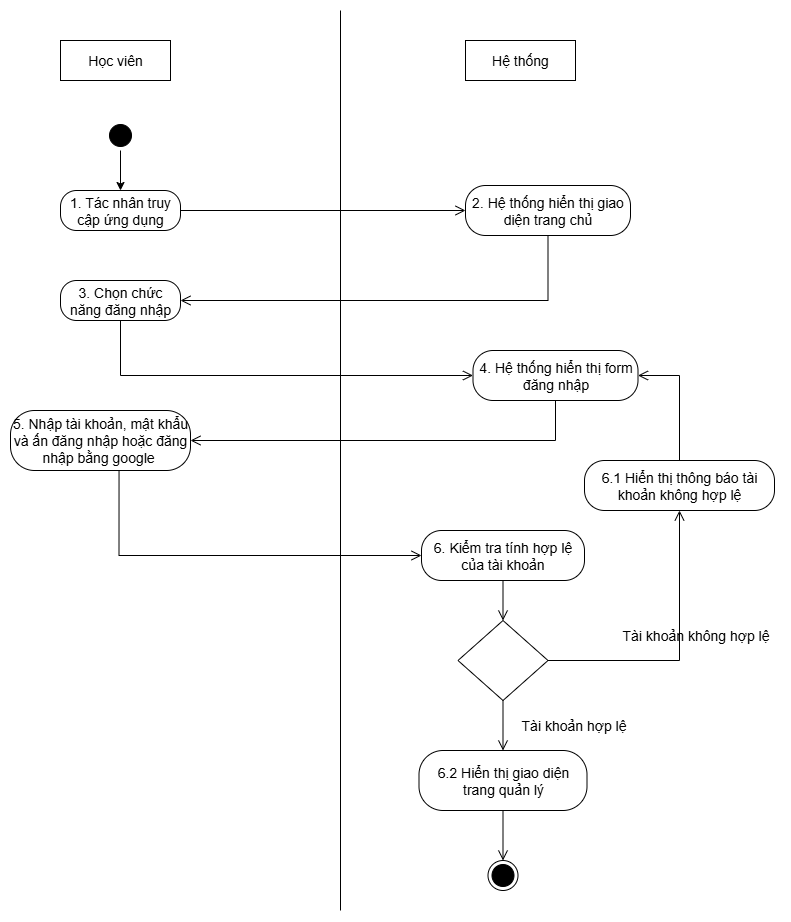 Học viên
Hệ thống
1. Tác nhân truy
cập ứng dụng
2. Hệ thống hiển thị giao
diện trang chủ
3. Chọn chức
năng đăng nhập
4. Hệ thống hiển thị form
đăng nhập
5. Nhập tài khoản, mật khẩu
và ấn đăng nhập hoặc đăng
nhập bằng google
6.1 Hiển thị thông báo tài
khoản không hợp lệ
6. Kiểm tra tính hợp lệ
của tài khoản
Tài khoản không hợp lệ
Tài khoản hợp lệ
6.2 Hiển thị giao diện
trang quản lý